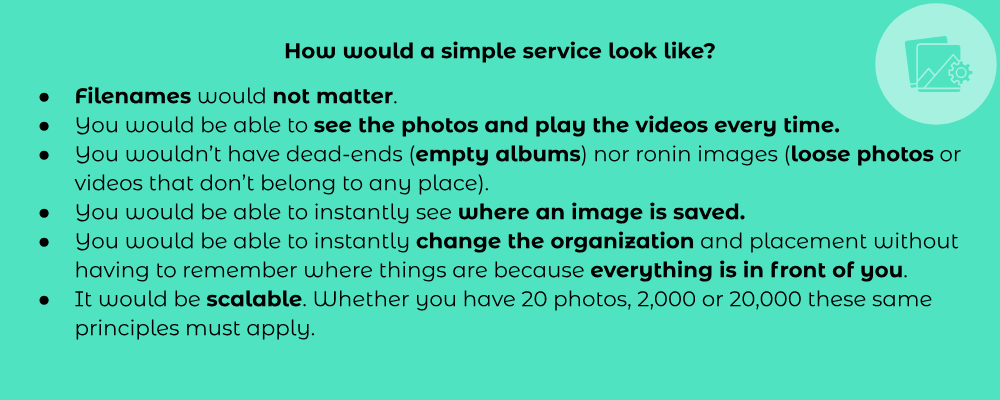 How would a simple service look like?
● Filenames would not matter.
● You would be able to see the photos and play the videos every time.
● You wouldn’t have dead-ends (empty albums) nor ronin images (loose photos or
videos that don’t belong to any place).
● You would be able to instantly see where an image is saved.
● You would be able to instantly change the organization and placement without
having to remember where things are because everything is in front of you.
● It would be scalable. Whether you have 20 photos, 2,000 or 20,000 these same
principles must apply.